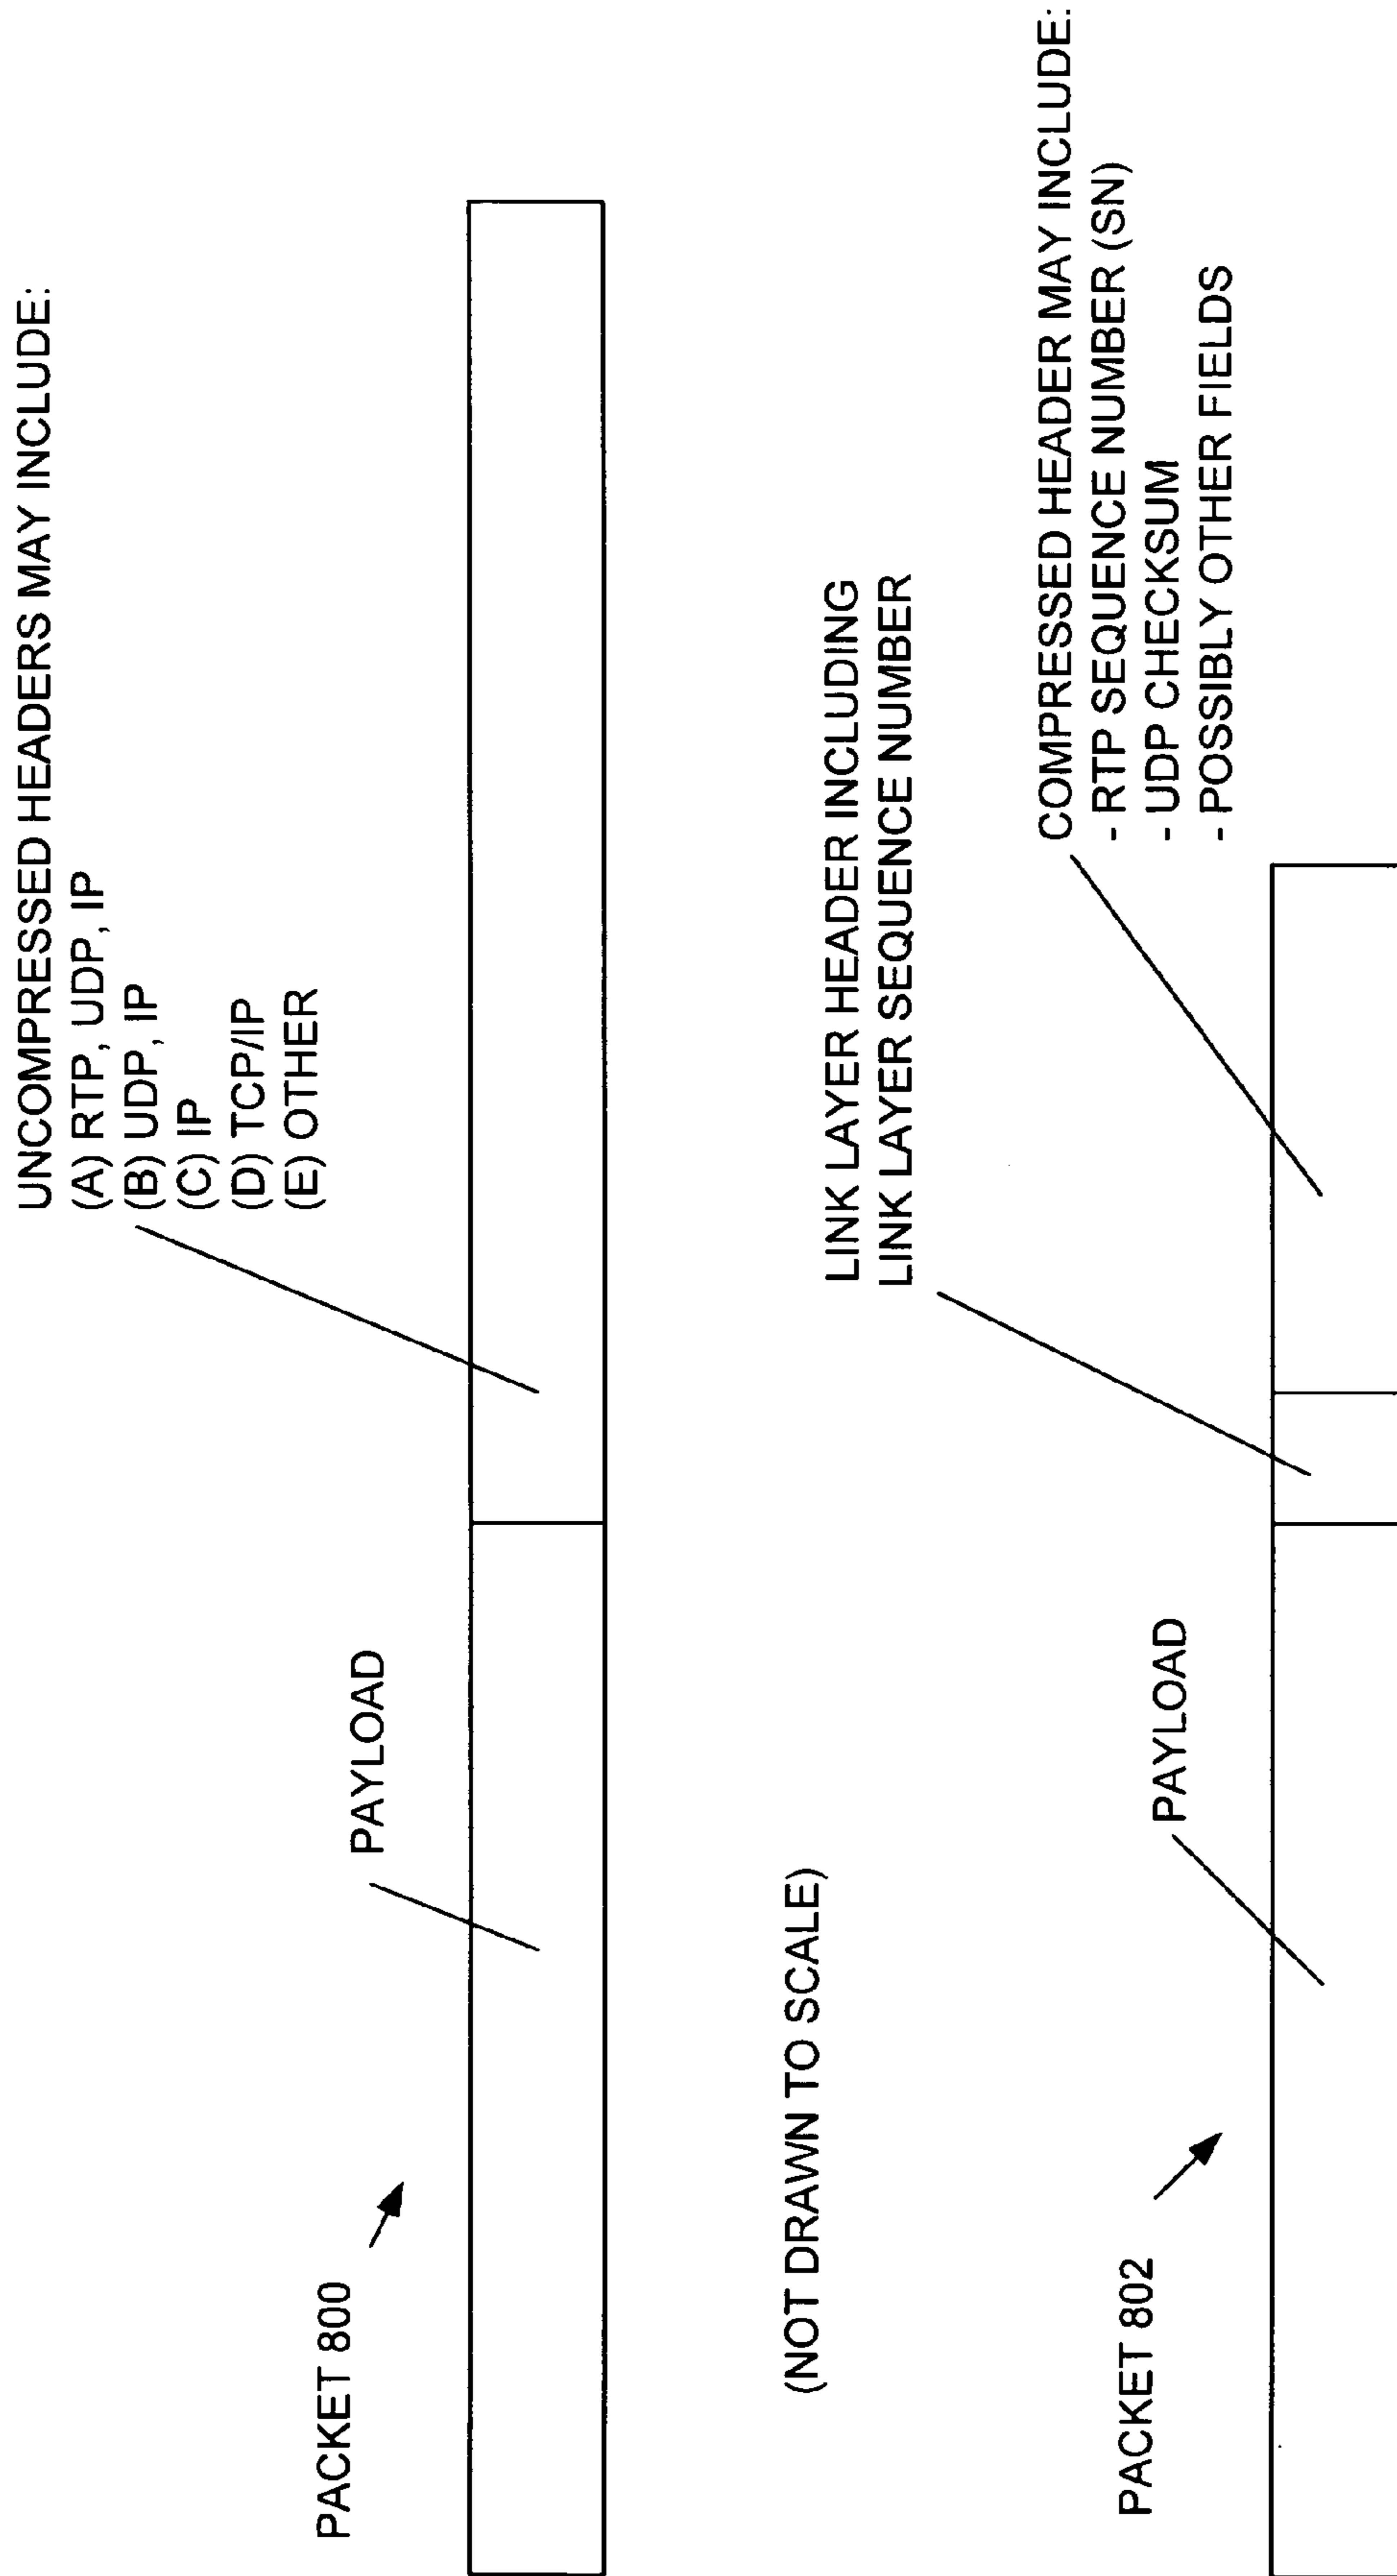 UNCOMPRESSED HEADERS MAY INCLUDE:
(A) RTP, UDP, IP
(B) UDP, IP
(C) IP
(D) TCP/IP
(E) OTHER
PAYLOAD
PACKET 800
(NOT DRAWN TO SCALE)
LINK LAYER HEADER INCLUDING
LINK LAYER SEQUENCE NUMBER
COMPRESSED HEADER MAY INCLUDE:
- RTP SEQUENCE NUMBER (SN)
- UDP CHECKSUM
- POSSIBLY OTHER FIELDS
PAYLOAD
PACKET 802